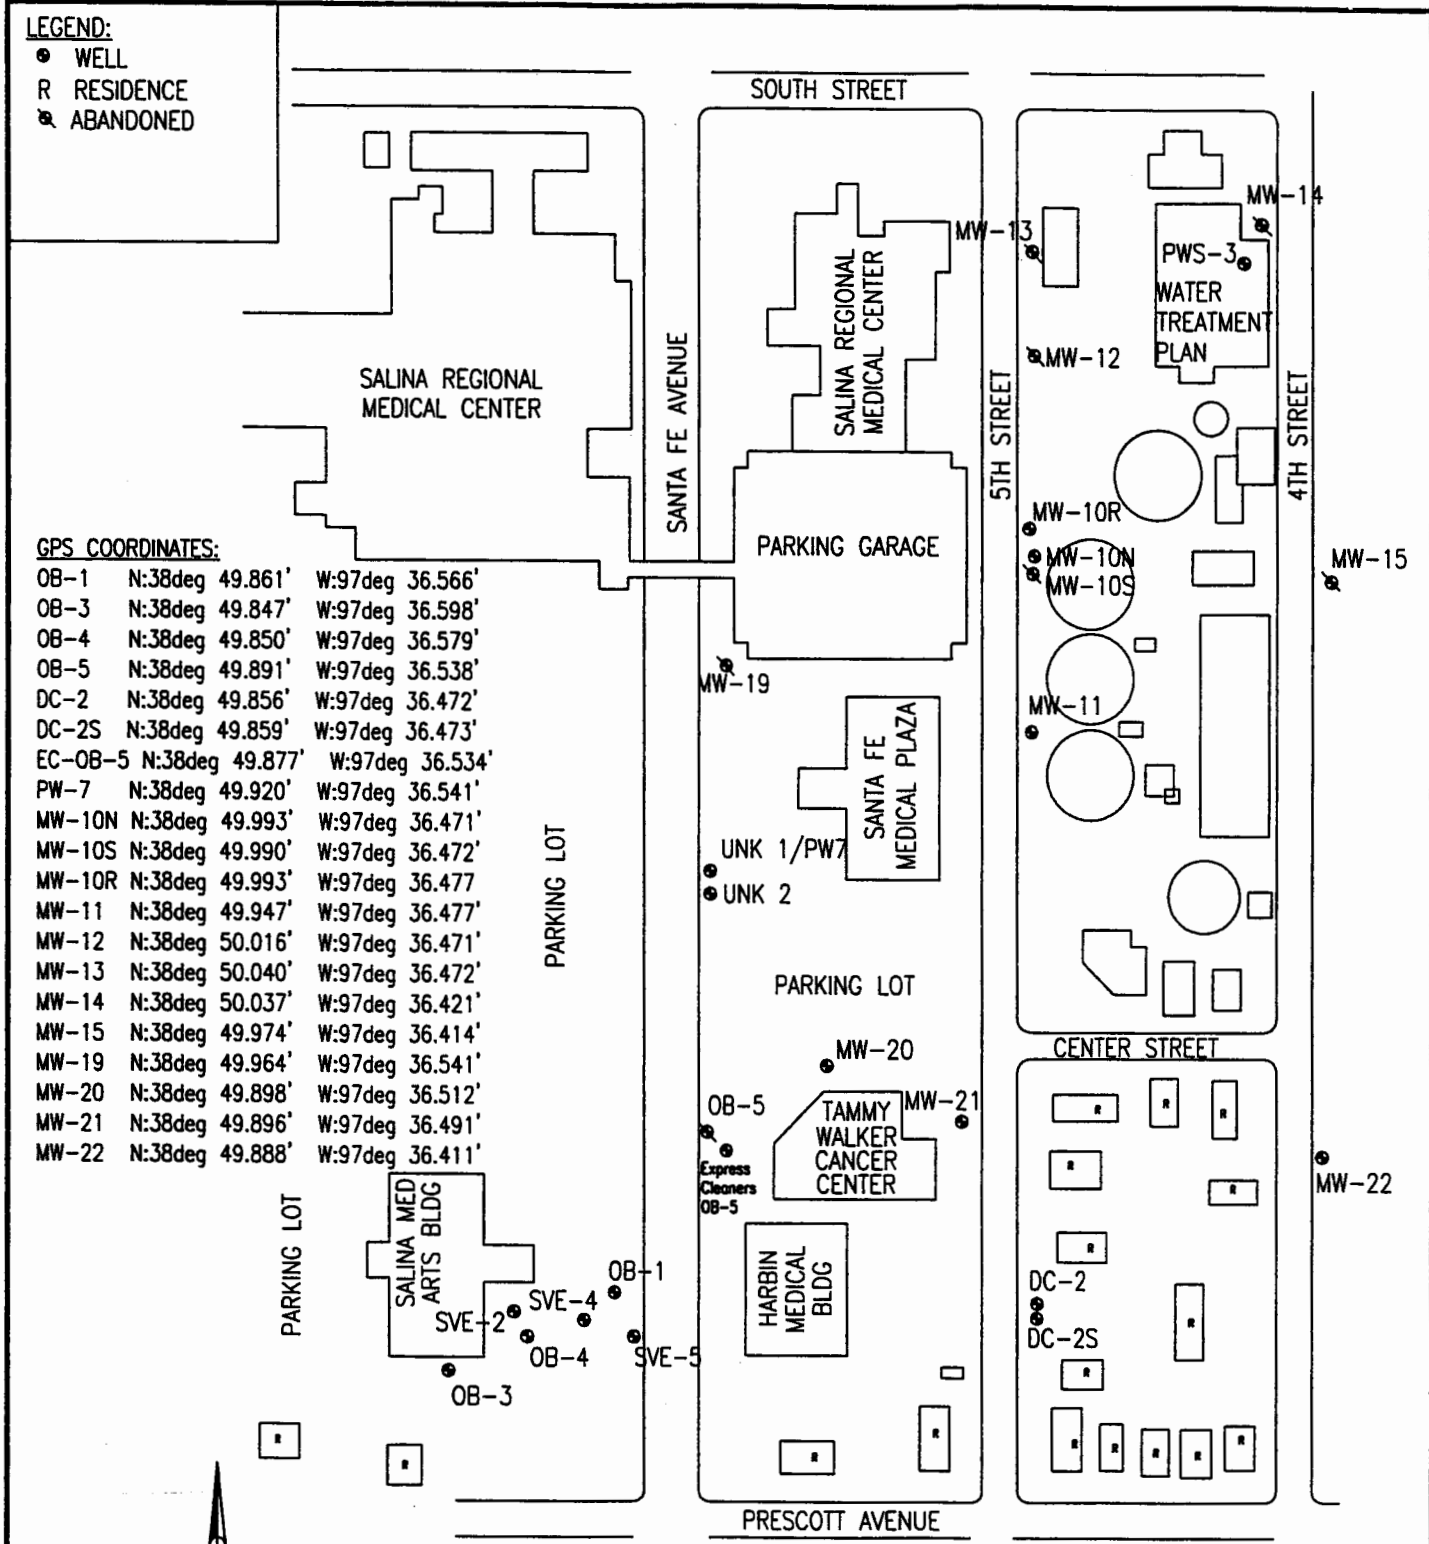 LEGEND:
WELL
R RESIDENCE
ABANDONED
SOUTH STREET
SALINA REGIONAL
MEDICAL CENTER
SANTA FE AVENUE
SALINA REGIONAL
MEDICAL CENTER
PARKING GARAGE
5TH STREET
4TH STREET
MW-13
MW-14
PWS-3
WATER
TREATMENT
PLAN
MW-12
MW-10R
MW-10N
MW-10S
MW-15
MW-11
MW-19
SANTA FE
MEDICAL PLAZA
UNK 1/PW7
UNK 2
PARKING LOT
PARKING LOT
GPS COORDINATES:
OB-1 N:38deg 49.861' W:97deg 36.566'
OB-3 N:38deg 49.847' W:97deg 36.598'
OB-4 N:38deg 49.850' W:97deg 36.579'
OB-5 N:38deg 49.891' W:97deg 36.538'
DC-2 N:38deg 49.856' W:97deg 36.472'
DC-2S N:38deg 49.859' W:97deg 36.473'
EC-OB-5 N:38deg 49.877' W:97deg 36.534'
PW-7 N:38deg 49.920' W:97deg 36.541'
MW-10N N:38deg 49.993' W:97deg 36.471'
MW-10S N:38deg 49.990' W:97deg 36.472'
MW-10R N:38deg 49.993' W:97deg 36.477
MW-11 N:38deg 49.947' W:97deg 36.477'
MW-12 N:38deg 50.016' W:97deg 36.471'
MW-13 N:38deg 50.040' W:97deg 36.472'
MW-14 N:38deg 50.037' W:97deg 36.421'
MW-15 N:38deg 49.974' W:97deg 36.414'
MW-19 N:38deg 49.964' W:97deg 36.541'
MW-20 N:38deg 49.898' W:97deg 36.512'
MW-21 N:38deg 49.896' W:97deg 36.491'
MW-22 N:38deg 49.888' W:97deg 36.411'
CENTER STREET
MW-20
OB-5
Express
Cleaners
OB-5
TAMMY
WALKER
CANCER
CENTER
MW-21
MW-22
R
R
R
R
R
R
PARKING LOT
SALINA MED
ARTS BLDG
OB-1
SVE-4
SVE-2
OB-4
SVE-5
OB-3
HARBIN
MEDICAL
BLDG
DC-2
DC-2S
R
R
R
R
R
R
R
R
R
R
R
PRESCOTT AVENUE